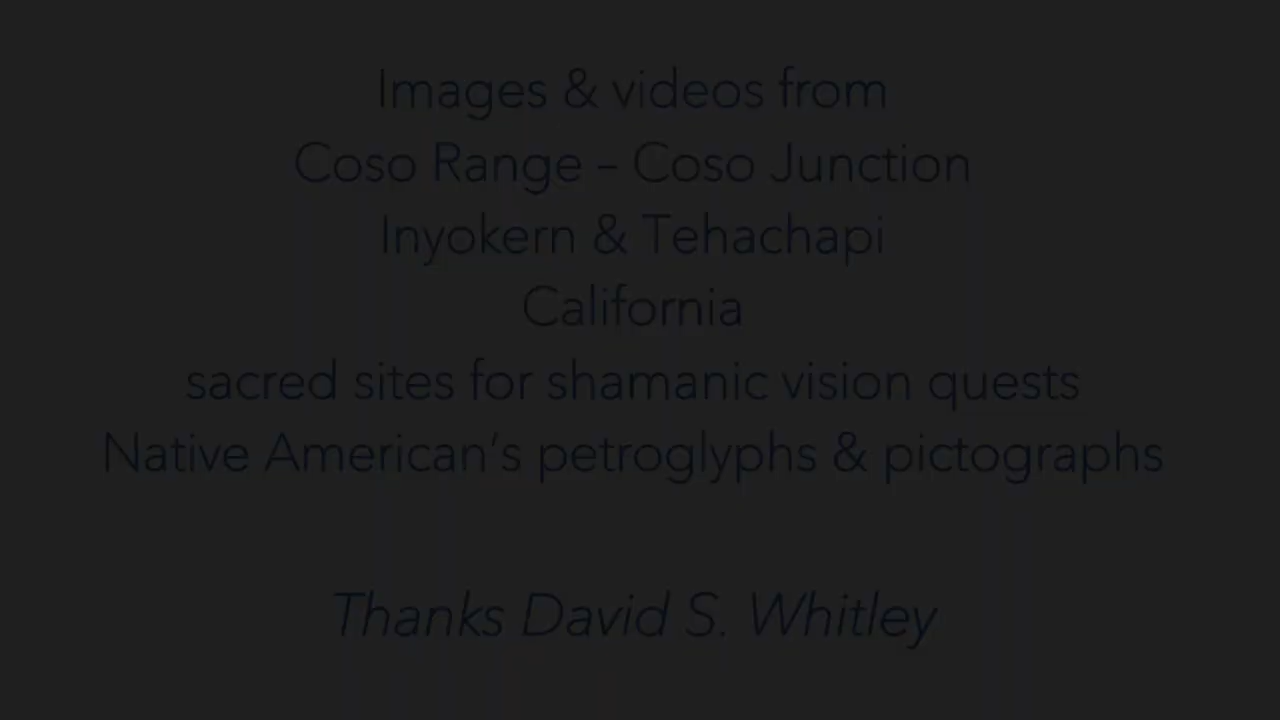 Images & videos from
Coso Range – Coso Junction
Inyokern & Tehachapi
California
sacred sites for shamanic vision quests
Native American’s petroglyphs & pictographs
Thanks David S. Whitley